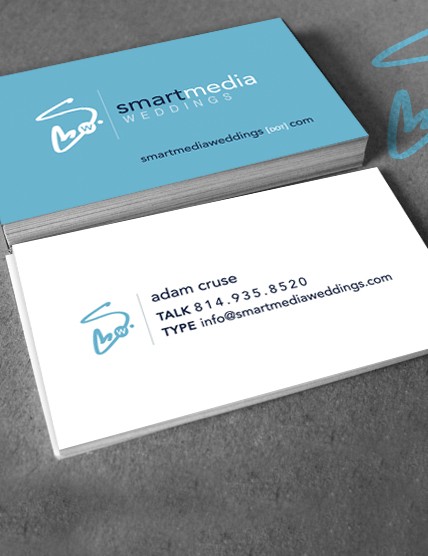 smartmedia
WEDDINGS
smartmediaweddings [DOT] com
w.
adam cruse
TALK 814.935.8520
TYPE info@smartmediaweddings.com
w.